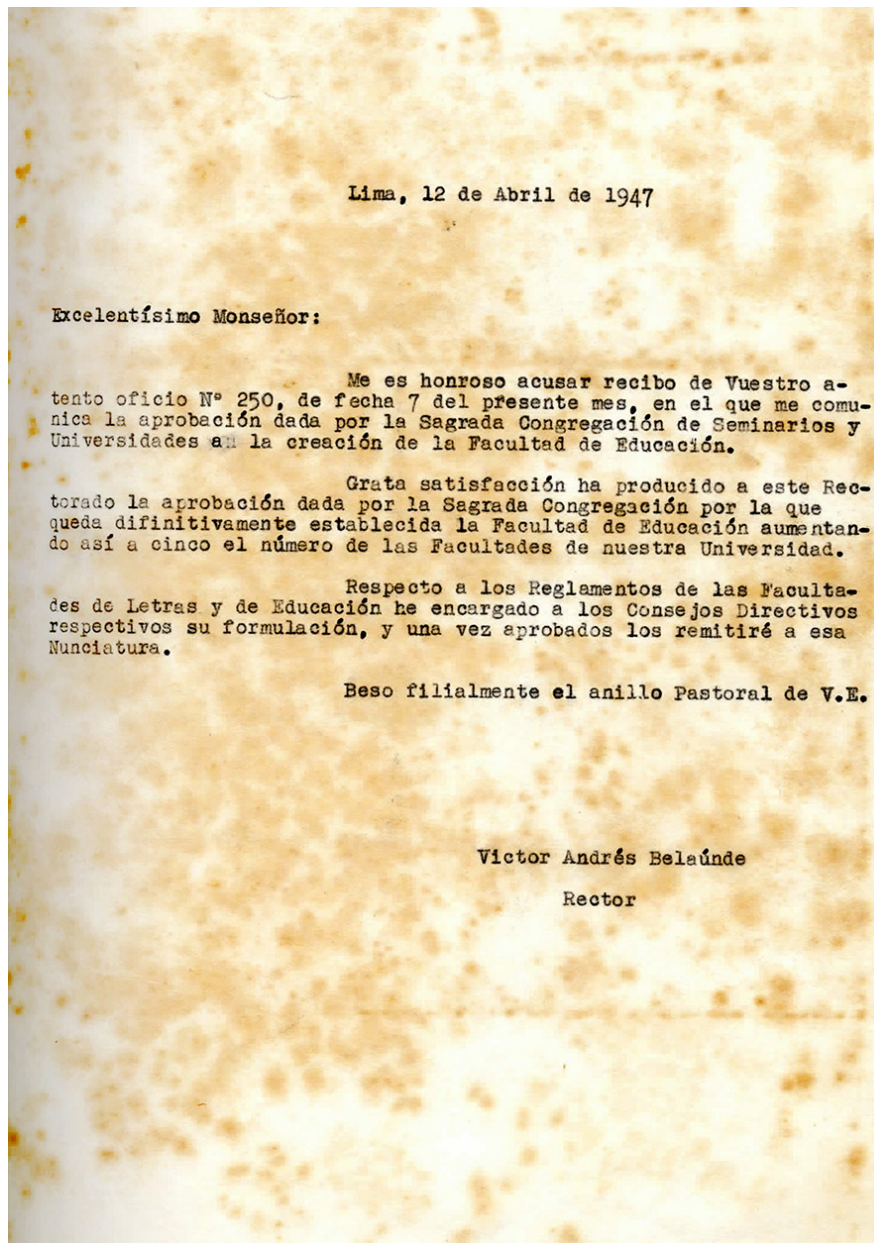 Lima, 12 de Abril de 1947
Excelentísimo Monseñor:
Me es honroso acusar recibo de Vuestro a-
tento oficio Nº 250, de fecha 7 del presente mes, en el que me comu-
nica la aprobación dada por la Sagrada Congregación de Seminarios y
Universidades a la creación de la Facultad de Educación.
Grata satisfacción ha producido a este Rec-
torado la aprobación dada por la Sagrada Congregación por la que
queda difinitivamente establecida la Facultad de Educación aumentan-
do así a cinco el número de las Facultades de nuestra Universidad.
Respecto a los Reglamentos de las Faculta-
des de Letras y de Educación he encargado a los Consejos Directivos
respectivos su formulación, y una vez aprobados los remitiré a esa
Nunciatura.
Beso filialmente el anillo Pastoral de V.E.
Victor Andrés Belaúnde
Rector